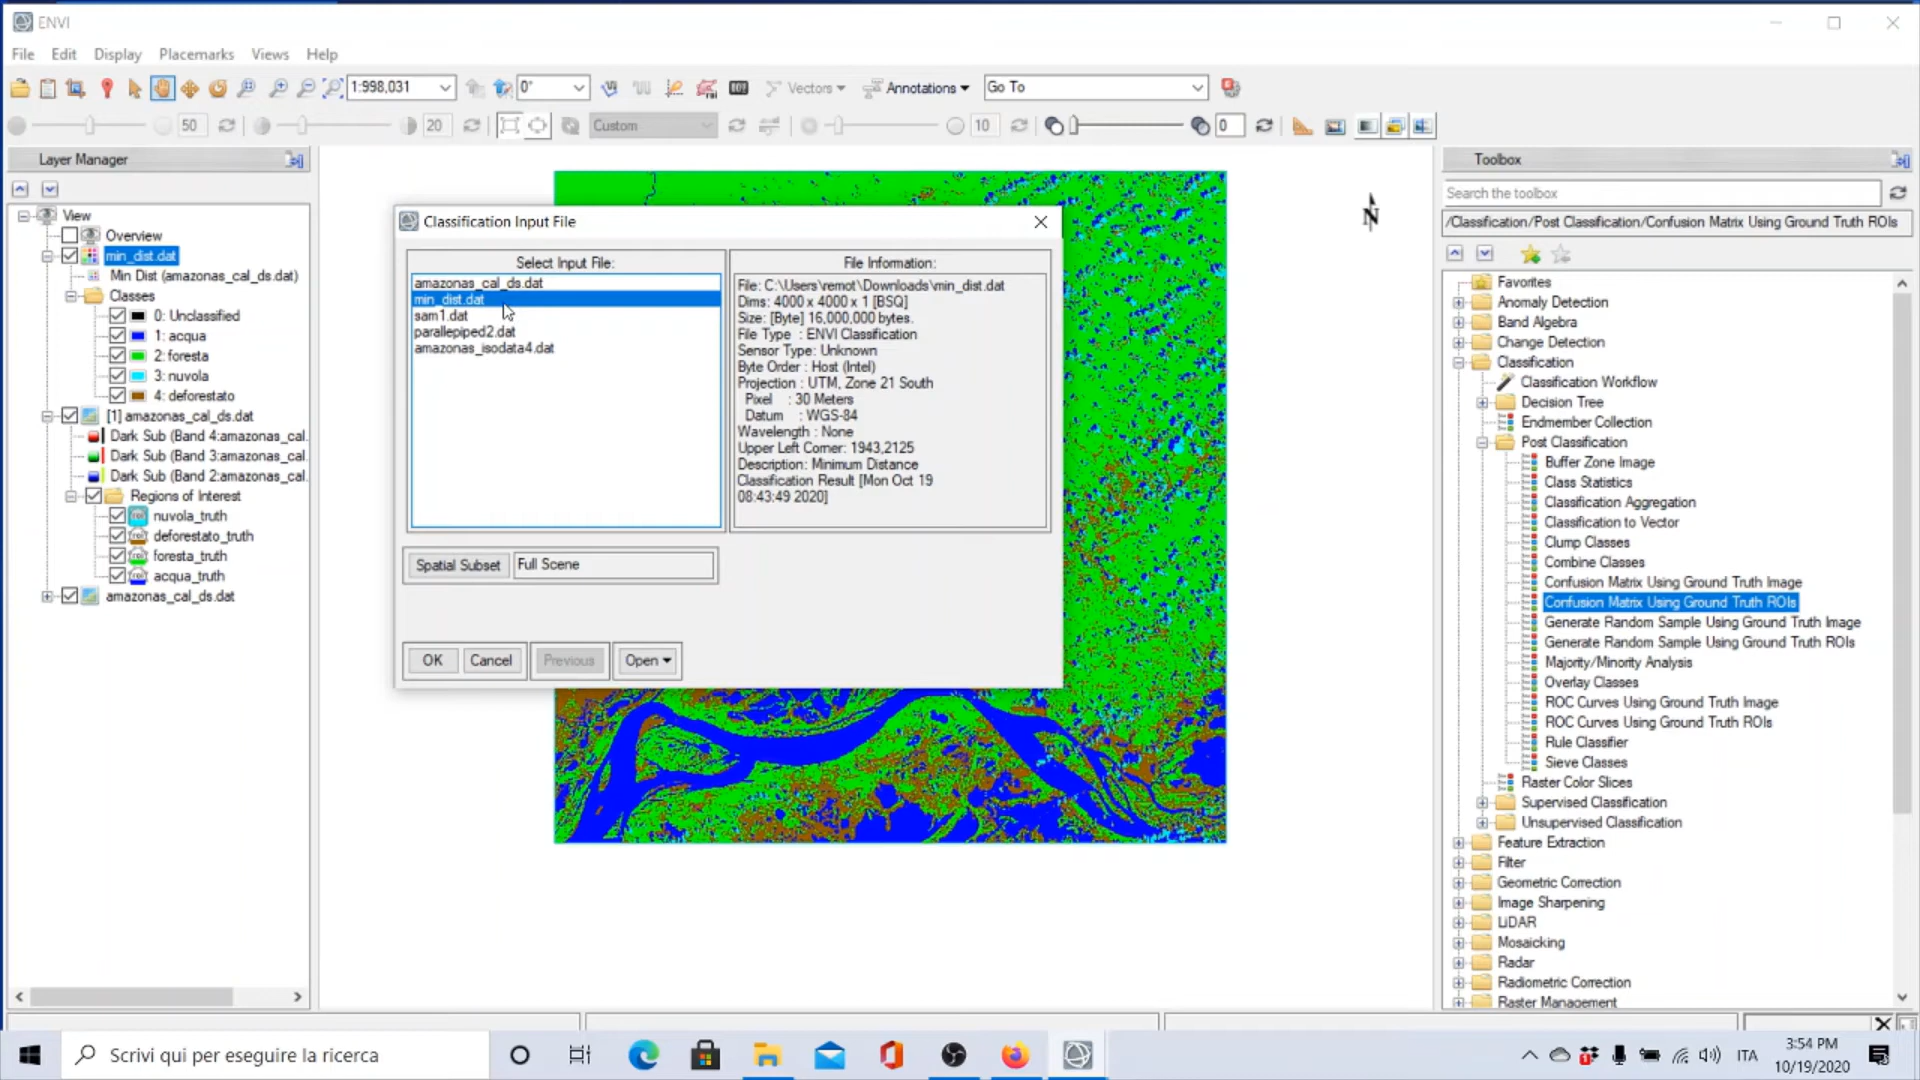 ENVI
File Edit Display Placemarks Views Help
1:998,031 0° Vectors Annotations Go To
50 20 Custom 10 0
Layer Manager
View
Overview
min_dist.dat
Min Dist (amazonas_cal_ds.dat)
Classes
0: Unclassified
1: acqua
2: foresta
3: nuvola
4: deforestato
[1] amazonas_cal_ds.dat
Dark Sub (Band 4:amazonas_cal.
Dark Sub (Band 3:amazonas_cal.
Dark Sub (Band 2:amazonas_cal.
Regions of Interest
nuvola_truth
deforestato_truth
foresta_truth
acqua_truth
amazonas_cal_ds.dat
Classification Input File
Select Input File:
amazonas_cal_ds.dat
min_dist.dat
sam1.dat
parallepiped2.dat
amazonas_isodata4.dat
File Information:
File: C:\Users\remot\Downloads\min_dist.dat
Dims: 4000 x 4000 x 1 [BSQ]
Size: [Byte] 16,000,000 bytes.
File Type : ENVI Classification
Sensor Type: Unknown
Byte Order : Host (Intel)
Projection : UTM, Zone 21 South
Pixel : 30 Meters
Datum : WGS-84
Wavelength : None
Upper Left Corner: 1943,2125
Description: Minimum Distance
Classification Result [Mon Oct 19
08:43:49 2020]
Spatial Subset Full Scene
OK Cancel Previous Open
N
Toolbox
Search the toolbox
/Classification/Post Classification/Confusion Matrix Using Ground Truth ROIs
Favorites
Anomaly Detection
Band Algebra
Change Detection
Classification
Classification Workflow
Decision Tree
Endmember Collection
Post Classification
Buffer Zone Image
Class Statistics
Classification Aggregation
Classification to Vector
Clump Classes
Combine Classes
Confusion Matrix Using Ground Truth Image
Confusion Matrix Using Ground Truth ROIs
Generate Random Sample Using Ground Truth Image
Generate Random Sample Using Ground Truth ROIs
Majority/Minority Analysis
Overlay Classes
ROC Curves Using Ground Truth Image
ROC Curves Using Ground Truth ROIs
Rule Classifier
Sieve Classes
Raster Color Slices
Supervised Classification
Unsupervised Classification
Feature Extraction
Filter
Geometric Correction
Image Sharpening
LiDAR
Mosaicking
Radar
Radiometric Correction
Raster Management
Scrivi qui per eseguire la ricerca
ITA
3:54 PM
10/19/2020